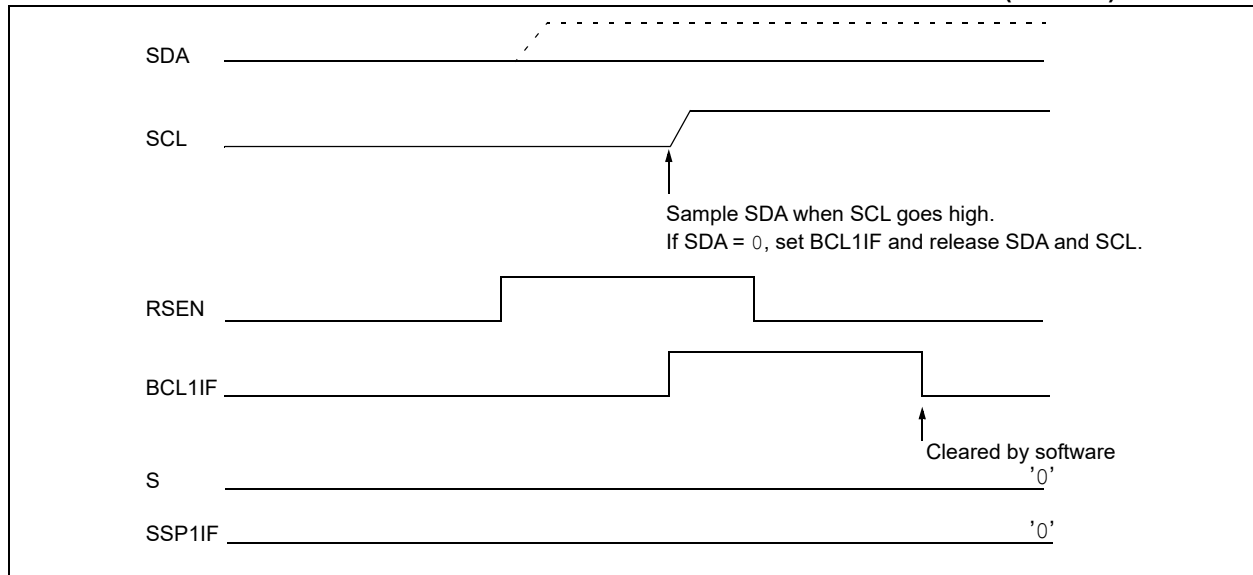 SDA
SCL
Sample SDA when SCL goes high.
If SDA = 0, set BCL1IF and release SDA and SCL.
RSEN
BCL1IF
Cleared by software
S
'0'
SSP1IF
'0'